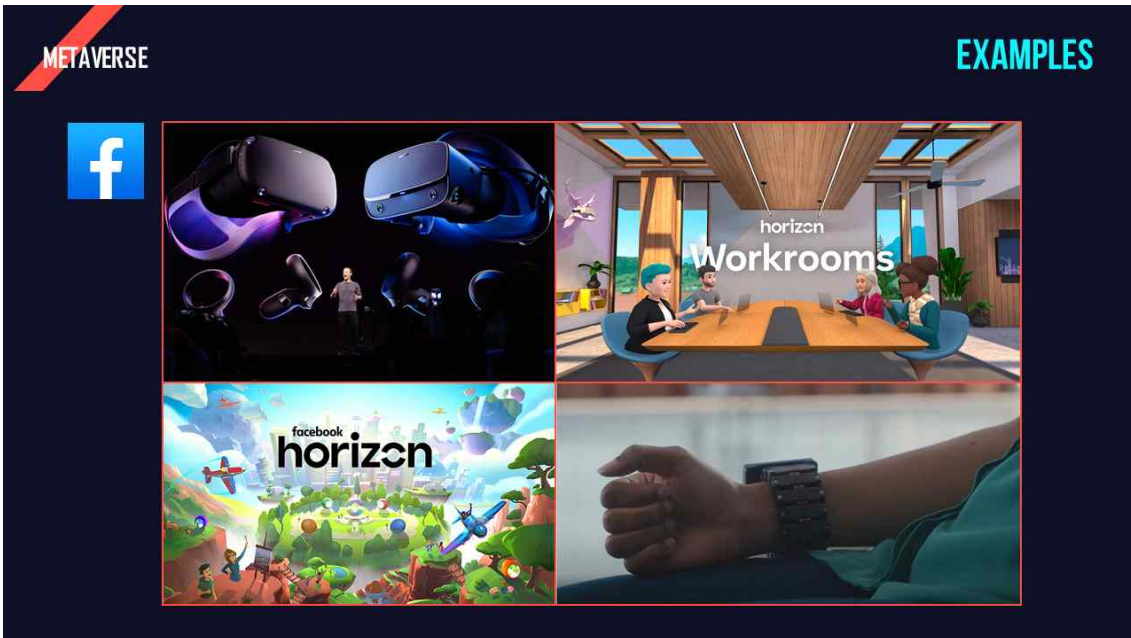 METAVERSE
EXAMPLES
f
horizon
Workrooms
facebook
horizon